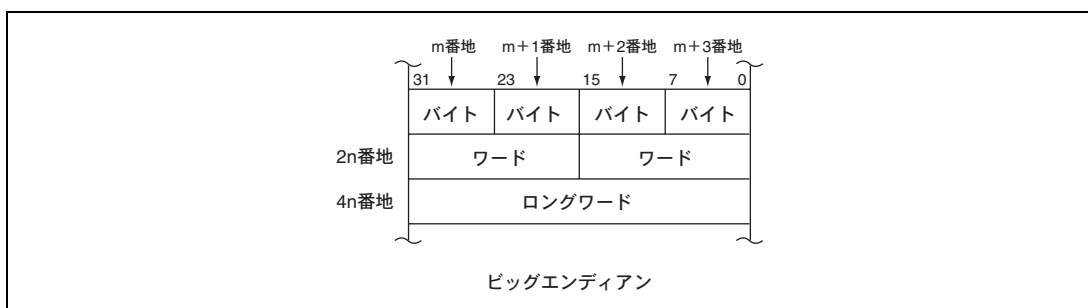 m番地 m+1番地 m+2番地 m+3番地
31 23 15 7 0
バイト バイト バイト バイト
2n番地 ワード ワード
4n番地 ロングワード
ビッグエンディアン